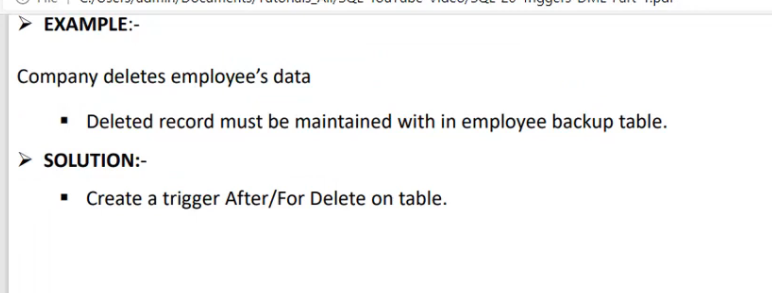 ➢ EXAMPLE:-
Company deletes employee's data
▪ Deleted record must be maintained with in employee backup table.
➢ SOLUTION:-
▪ Create a trigger After/For Delete on table.